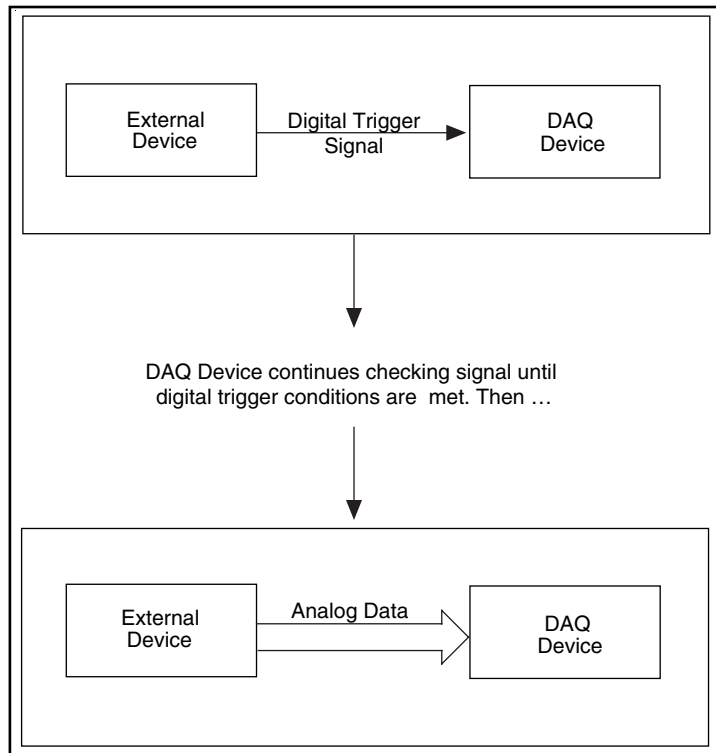 External
Device
Digital Trigger
Signal
DAQ
Device
DAQ Device continues checking signal until
digital trigger conditions are met. Then …
External
Device
Analog Data
DAQ
Device